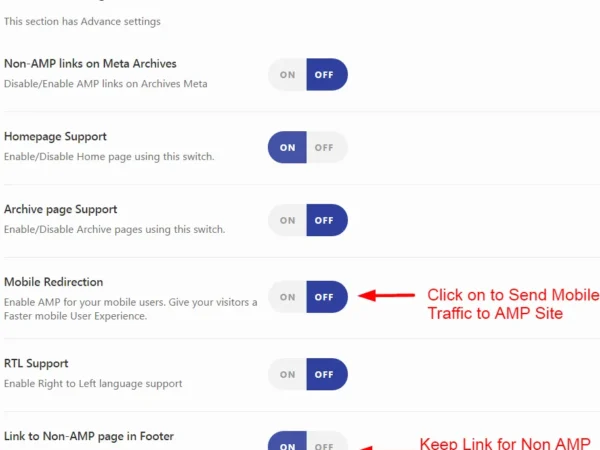 This section has Advance settings
Non-AMP links on Meta Archives
ON OFF
Disable/Enable AMP links on Archives Meta
Homepage Support
ON OFF
Enable/Disable Home page using this switch.
Archive page Support
ON OFF
Enable/Disable Archive pages using this switch.
Mobile Redirection
ON OFF
Enable AMP for your mobile users. Give your visitors a
Faster mobile User Experience.
Click on to Send Mobile
Traffic to AMP Site
RTL Support
ON OFF
Enable Right to Left language support
Link to Non-AMP page in Footer
ON OFF
Keep Link for Non AMP